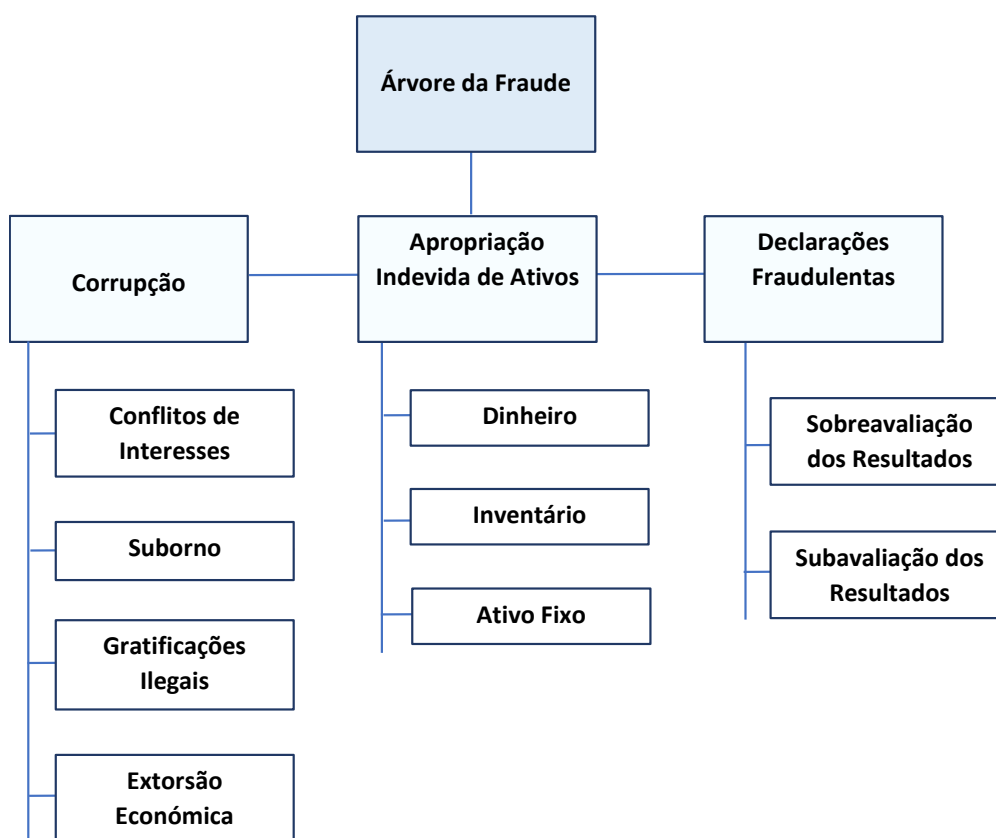 Árvore da Fraude
Corrupção
Apropriação
Indevida de Ativos
Declarações
Fraudulentas
Conflitos de
Interesses
Suborno
Gratificações
Ilegais
Extorsão
Económica
Dinheiro
Inventário
Ativo Fixo
Sobreavaliação
dos Resultados
Subavaliação dos
Resultados